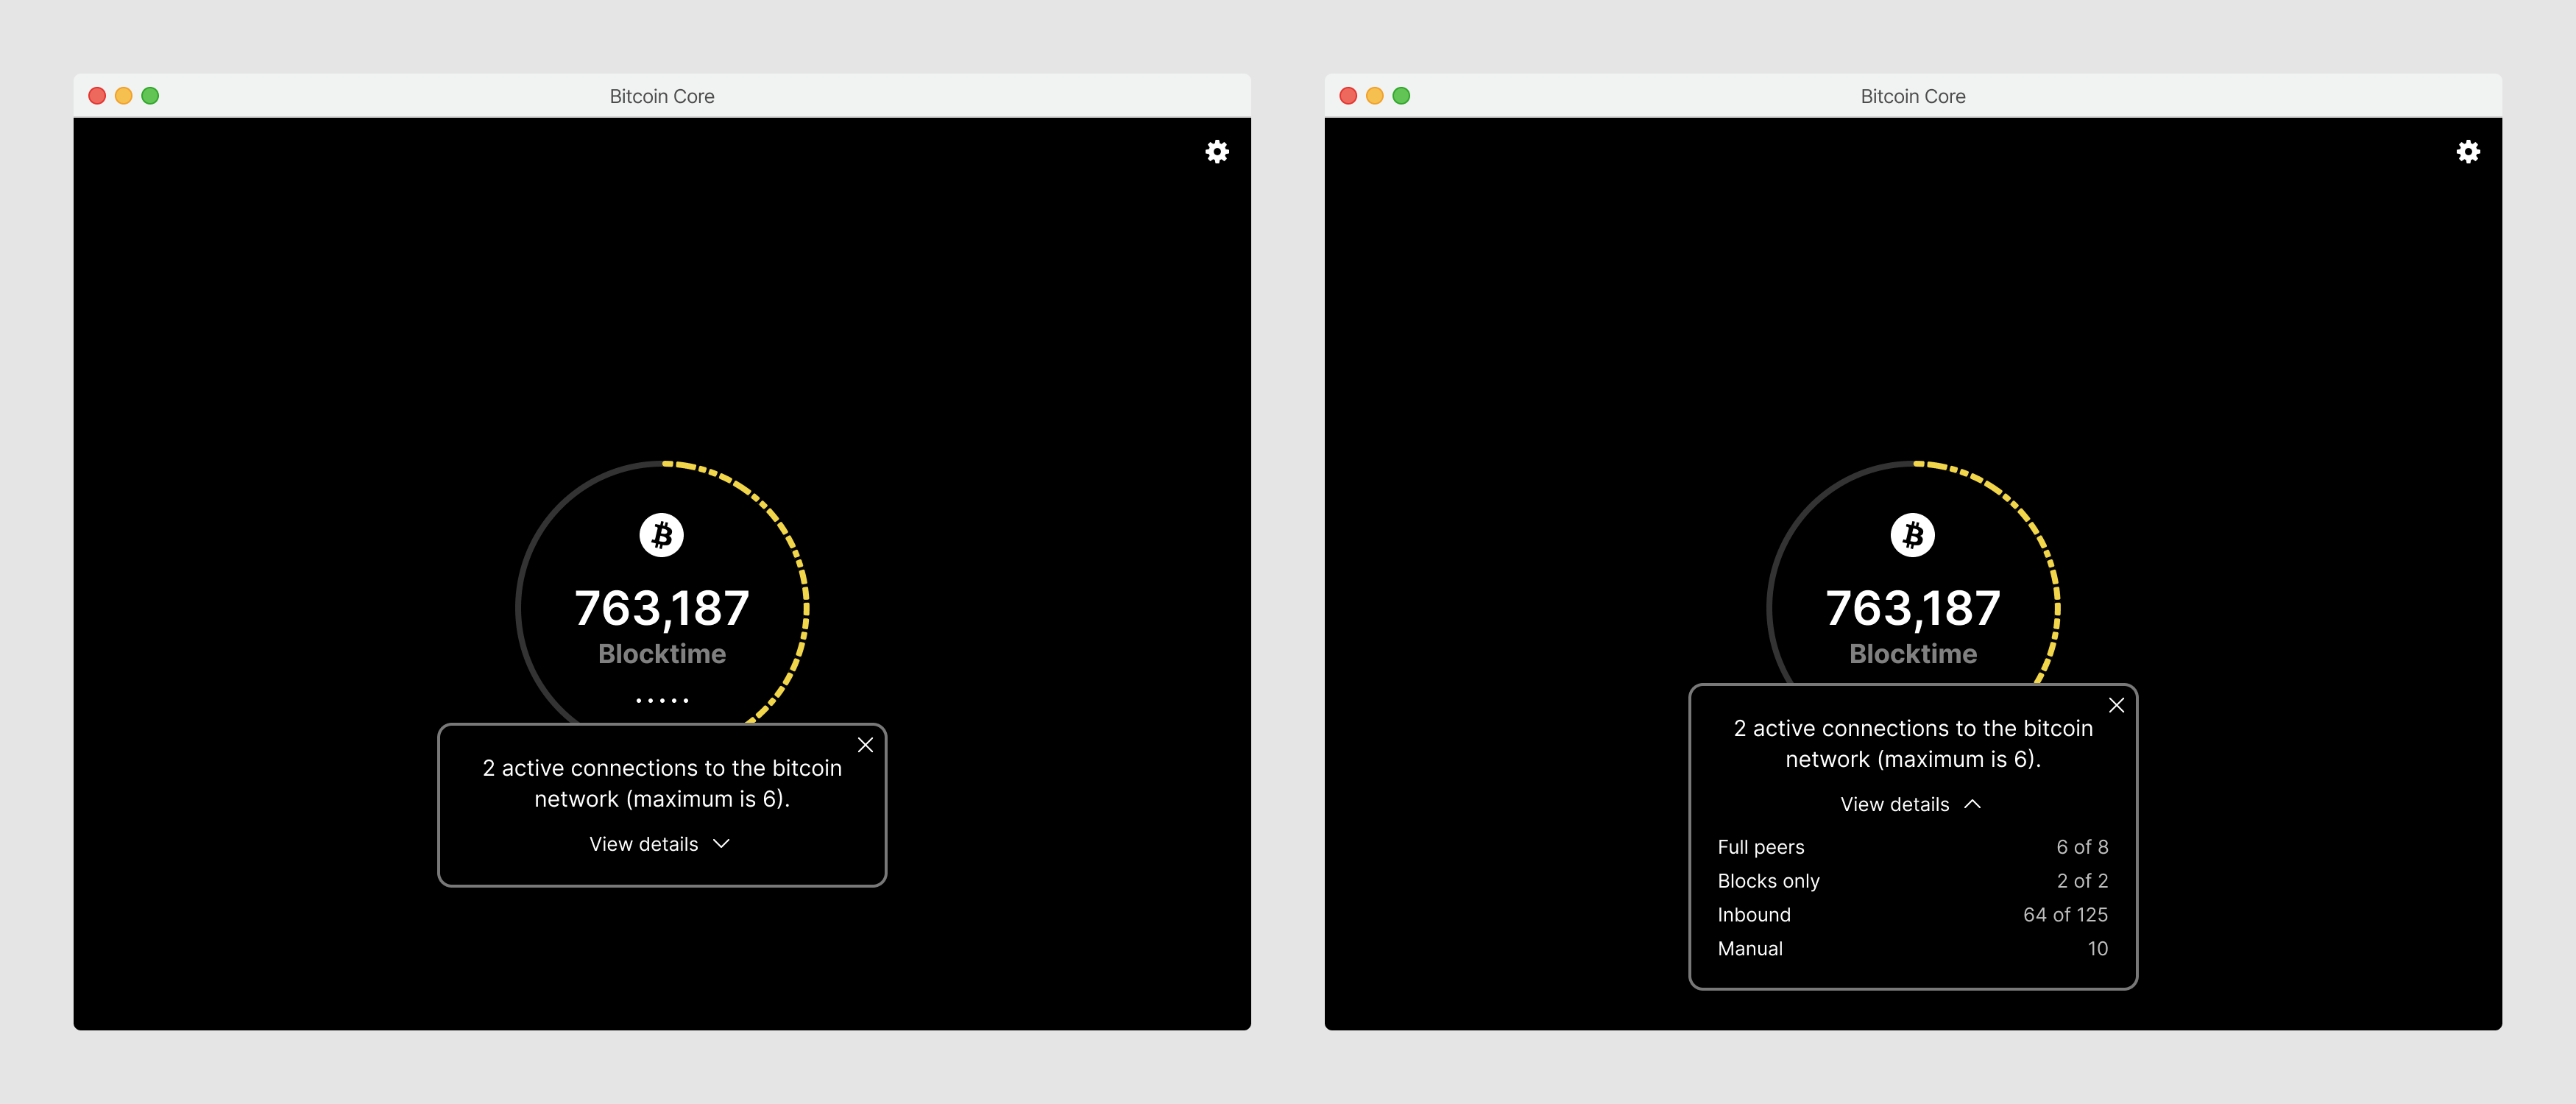 Bitcoin Core
763,187
Blocktime
2 active connections to the bitcoin
network (maximum is 6).
View details
Bitcoin Core
763,187
Blocktime
2 active connections to the bitcoin
network (maximum is 6).
View details
Full peers 6 of 8
Blocks only 2 of 2
Inbound 64 of 125
Manual 10